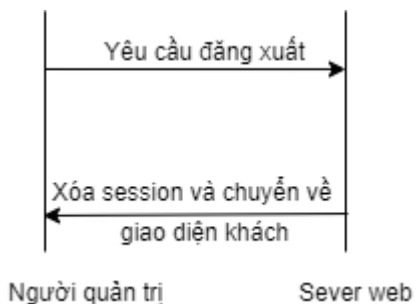 Yêu cầu đăng xuất
Xóa session và chuyển về
giao diện khách
Người quản trị
Sever web